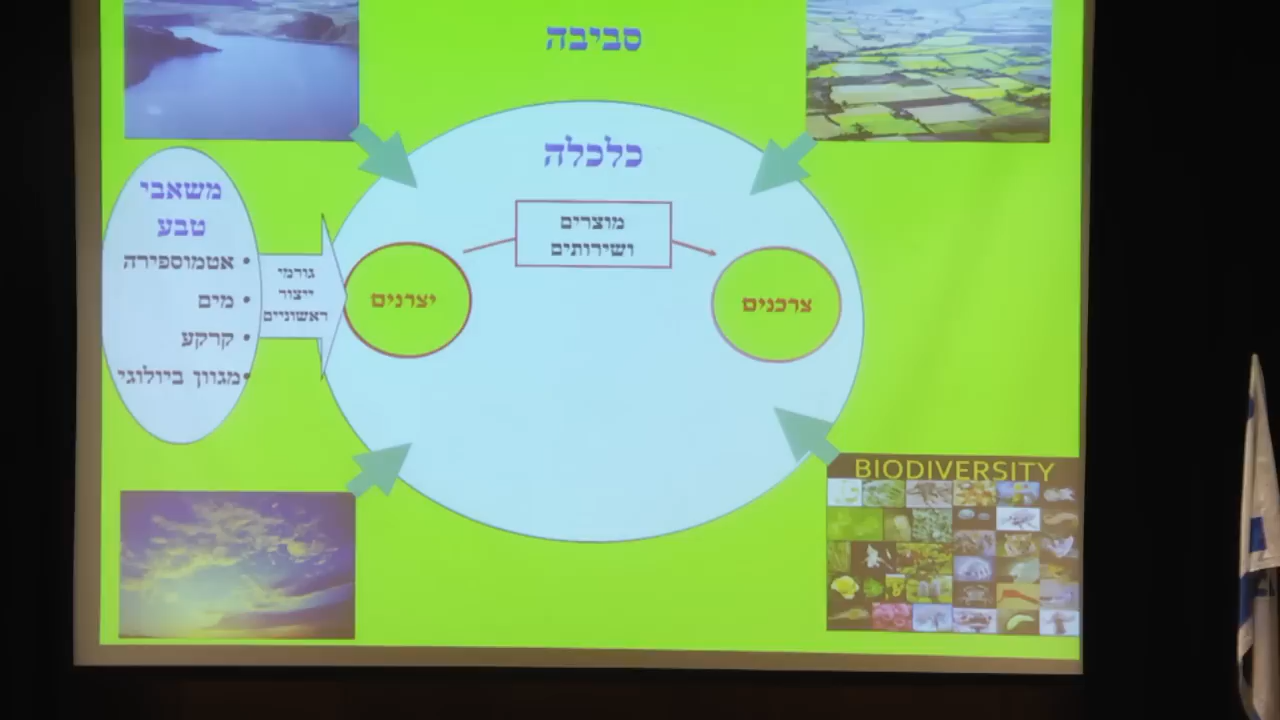 סביבה
כלכלה
מוצרים
ושירותים
צרכנים
יצרנים
גורמי
ייצור
ראשוניים
משאבי
טבע
• אטמוספירה
• מים
• קרקע
• מגוון ביולוגי
BIODIVERSITY